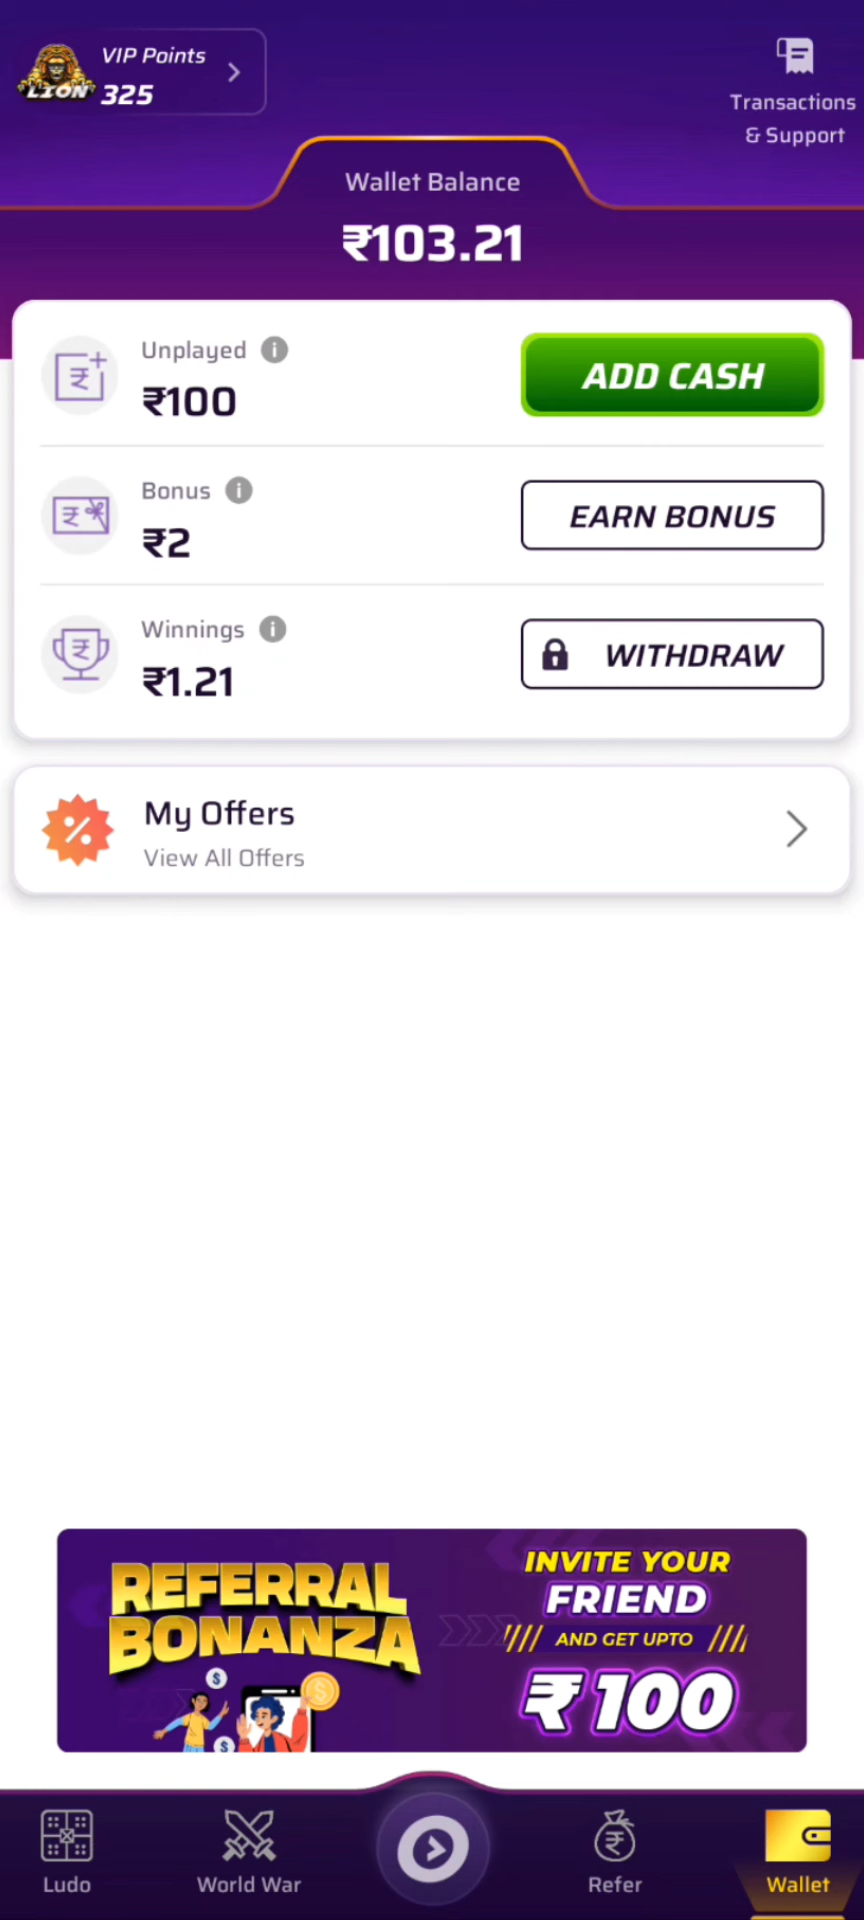 VIP Points
LION
325
Transactions
& Support
Wallet Balance
₹103.21
Unplayed
₹100
ADD CASH
Bonus
₹2
EARN BONUS
Winnings
₹1.21
WITHDRAW
My Offers
View All Offers
REFERRAL
BONANZA
INVITE YOUR
FRIEND
AND GET UPTO
₹100
Ludo
World War
Refer
Wallet